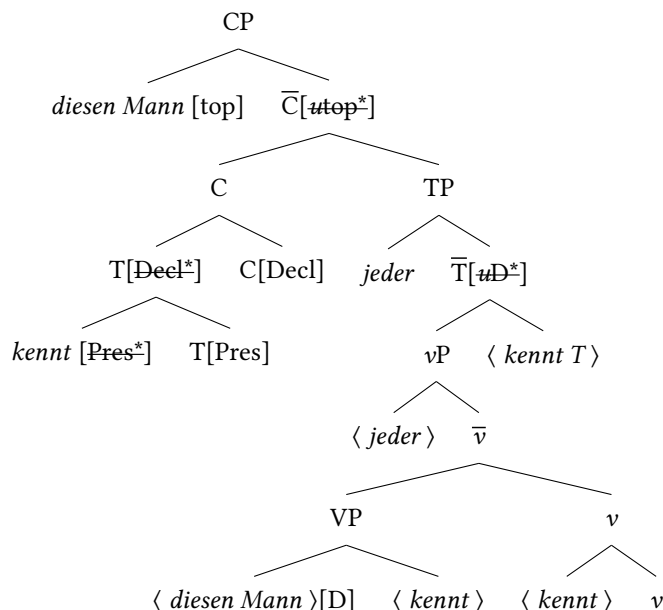 CP
diesen Mann [top] C̅[utop*]
C TP
T[Decl*] C[Decl] jeder T̅[uD*]
kennt [Pres*] T[Pres] vP ⟨ kennt T ⟩
⟨ jeder ⟩ v̅
VP v
⟨ diesen Mann ⟩[D] ⟨ kennt ⟩ ⟨ kennt ⟩ v